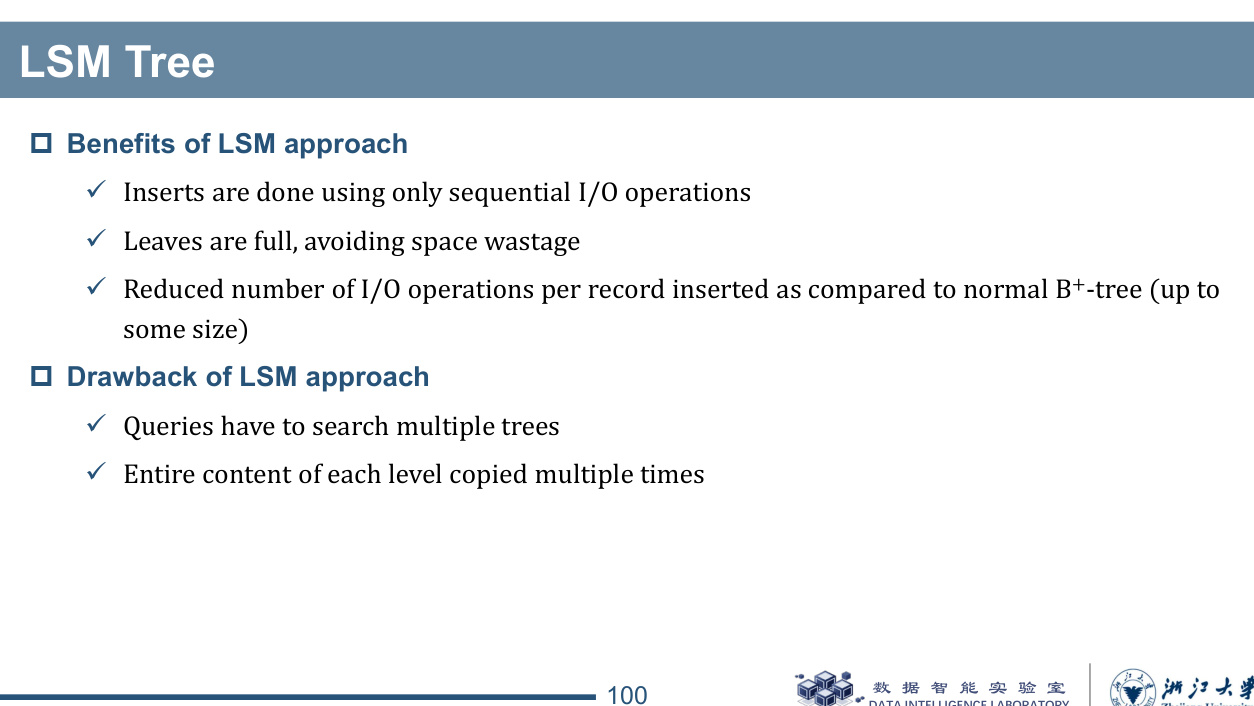 LSM Tree
Benefits of LSM approach
Inserts are done using only sequential I/O operations
Leaves are full, avoiding space wastage
Reduced number of I/O operations per record inserted as compared to normal B⁺-tree (up to
some size)
Drawback of LSM approach
Queries have to search multiple trees
Entire content of each level copied multiple times
100
数据智能实验室
DATA INTELLIGENCE LABORATORY
浙江大学